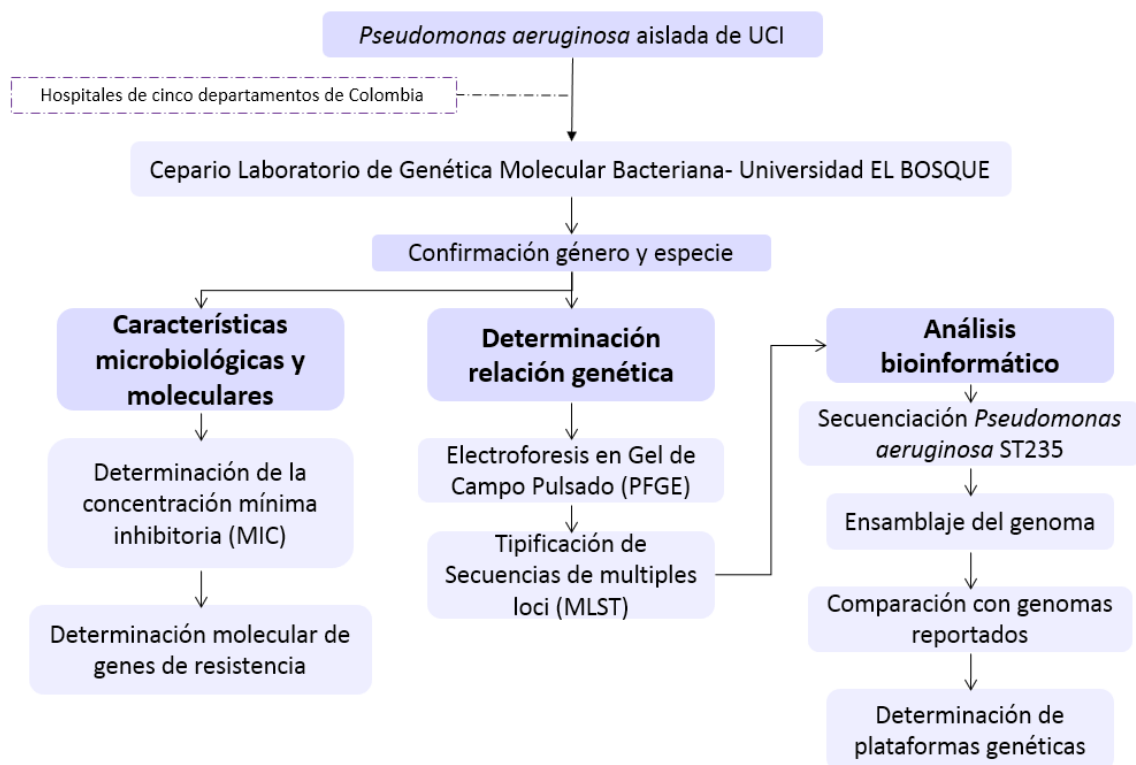 Pseudomonas aeruginosa aislada de UCI
Hospitales de cinco departamentos de Colombia
Cepario Laboratorio de Genética Molecular Bacteriana- Universidad EL BOSQUE
Confirmación género y especie
Características
microbiológicas y
moleculares
Determinación de la
concentración mínima
inhibitoria (MIC)
Determinación molecular de
genes de resistencia
Determinación
relación genética
Electroforesis en Gel de
Campo Pulsado (PFGE)
Tipificación de
Secuencias de multiples
loci (MLST)
Análisis
bioinformático
Secuenciación Pseudomonas
aeruginosa ST235
Ensamblaje del genoma
Comparación con genomas
reportados
Determinación de
plataformas genéticas